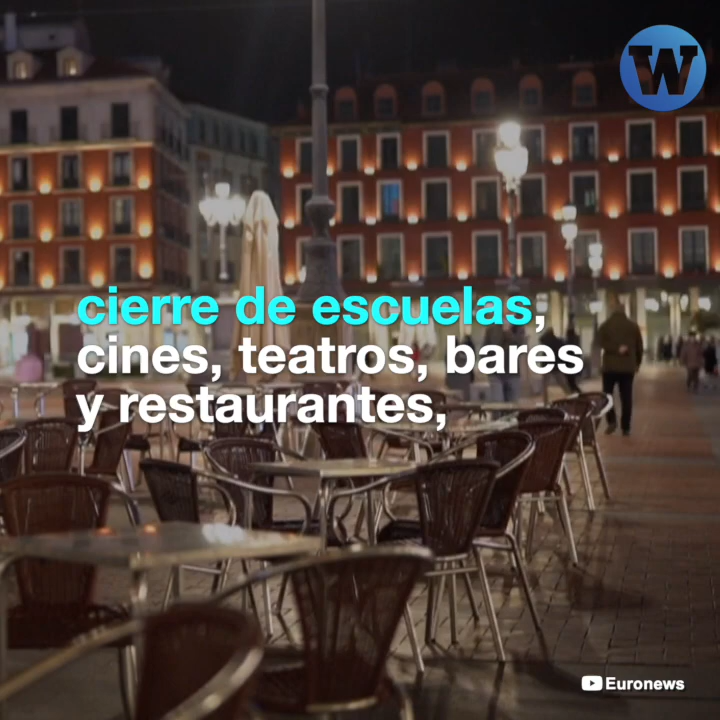 W
cierre de escuelas,
cines, teatros, bares
y restaurantes,
Euronews